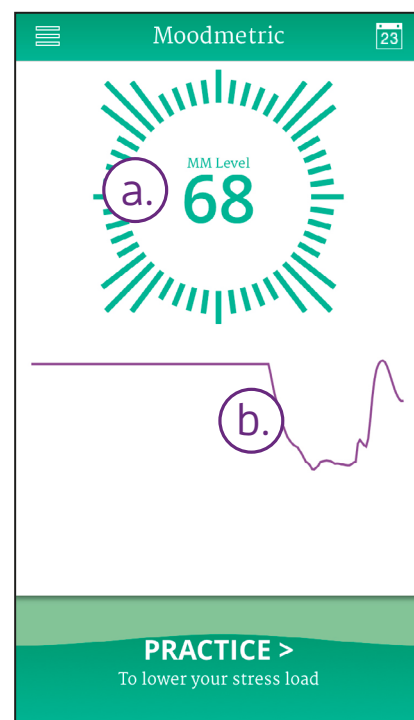 Moodmetric
23
MM Level
a.
68
b.
PRACTICE >
To lower your stress load